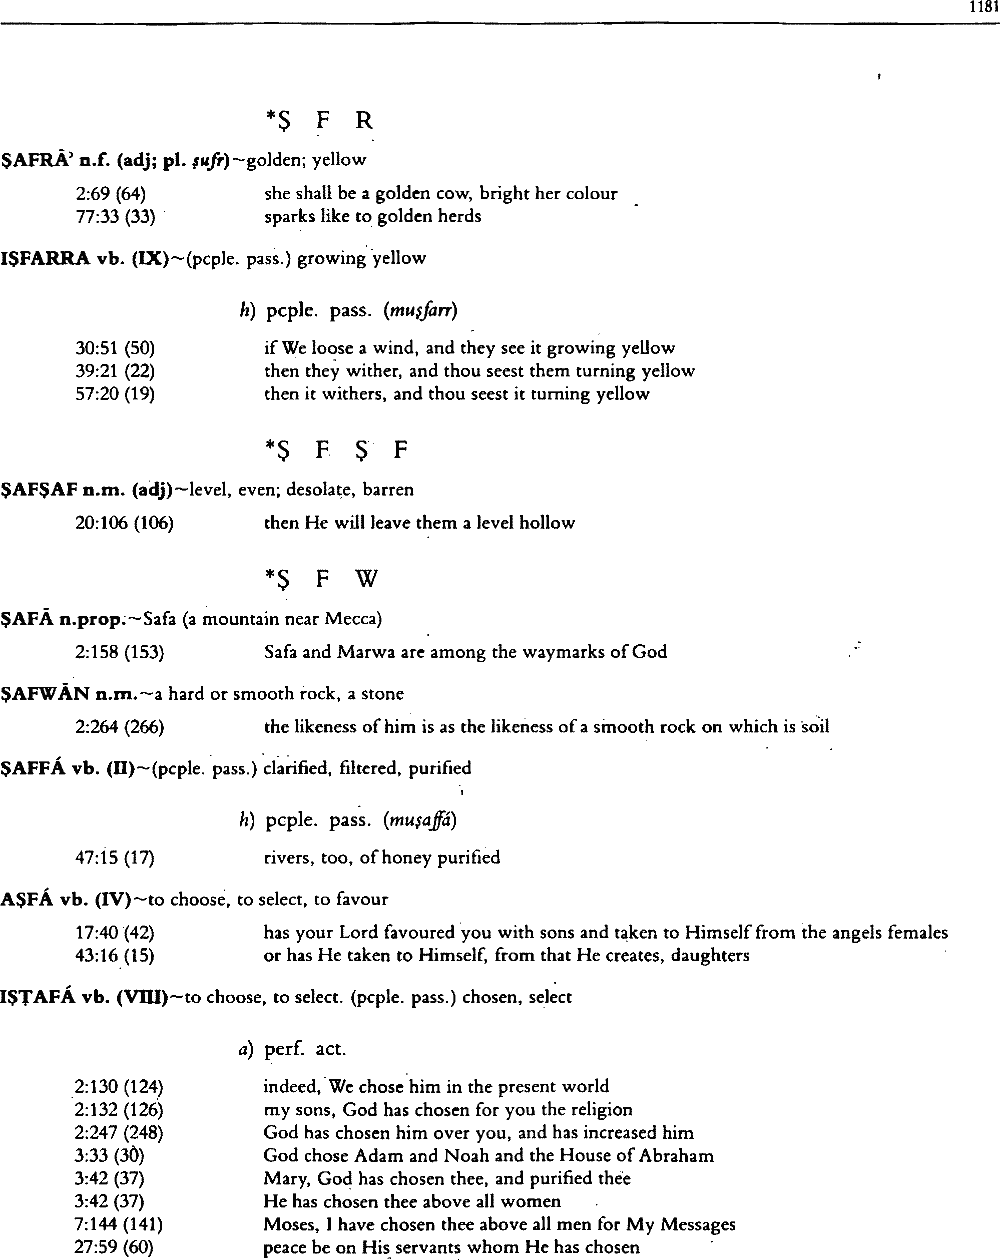 1181
*Ṣ F R
ṢAFRĀʾ n.f. (adj; pl. ṣufr)~golden; yellow
2:69 (64) she shall be a golden cow, bright her colour
77:33 (33) sparks like to golden herds
IṢFARRA vb. (IX)~(pcple. pass.) growing yellow
h) pcple. pass. (muṣfarr)
30:51 (50) if We loose a wind, and they see it growing yellow
39:21 (22) then they wither, and thou seest them turning yellow
57:20 (19) then it withers, and thou seest it turning yellow
*Ṣ F Ṣ F
ṢAFṢAF n.m. (adj)~level, even; desolate, barren
20:106 (106) then He will leave them a level hollow
*Ṣ F W
ṢAFĀ n.prop.~Safa (a mountain near Mecca)
2:158 (153) Safa and Marwa are among the waymarks of God
ṢAFWĀN n.m.~a hard or smooth rock, a stone
2:264 (266) the likeness of him is as the likeness of a smooth rock on which is soil
ṢAFFÁ vb. (II)~(pcple. pass.) clarified, filtered, purified
h) pcple. pass. (muṣaffá)
47:15 (17) rivers, too, of honey purified
AṢFÁ vb. (IV)~to choose, to select, to favour
17:40 (42) has your Lord favoured you with sons and taken to Himself from the angels females
43:16 (15) or has He taken to Himself, from that He creates, daughters
IṢṬAFÁ vb. (VIII)~to choose, to select. (pcple. pass.) chosen, select
a) perf. act.
2:130 (124) indeed, We chose him in the present world
2:132 (126) my sons, God has chosen for you the religion
2:247 (248) God has chosen him over you, and has increased him
3:33 (30) God chose Adam and Noah and the House of Abraham
3:42 (37) Mary, God has chosen thee, and purified thee
3:42 (37) He has chosen thee above all women
7:144 (141) Moses, I have chosen thee above all men for My Messages
27:59 (60) peace be on His servants whom He has chosen